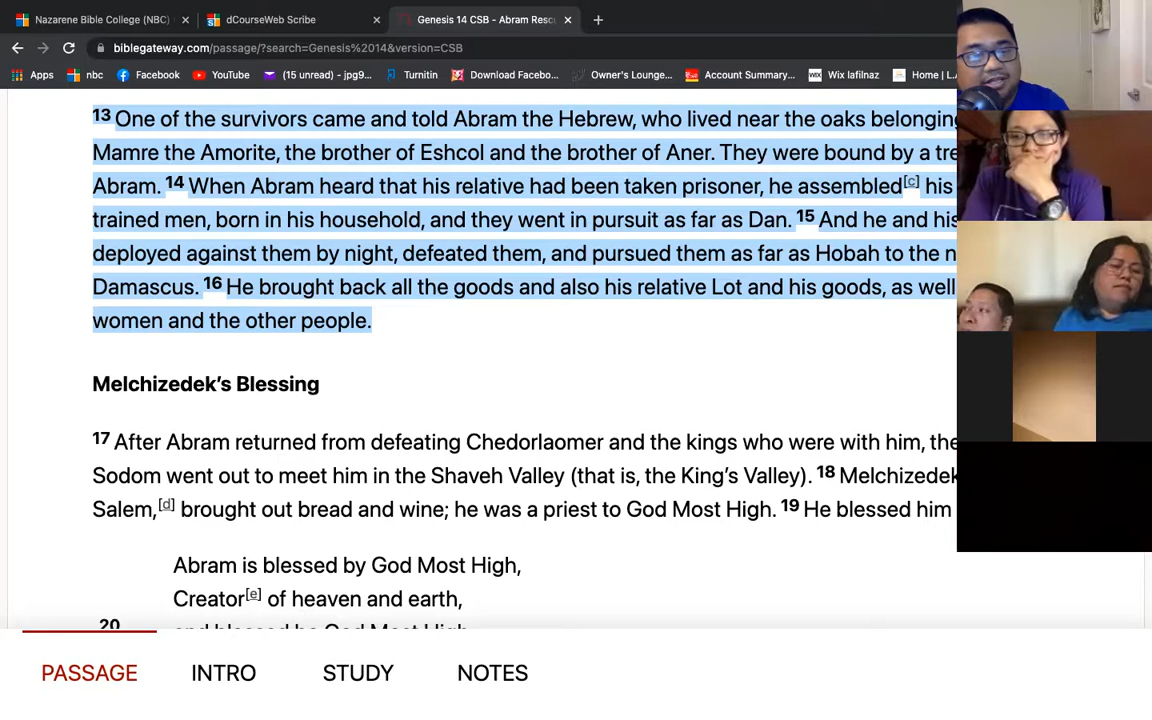 Nazarene Bible College (NBC)
dCourseWeb Scribe
Genesis 14 CSB - Abram Resc
biblegateway.com/passage/?search=Genesis%2014&version=CSB
Apps nbc Facebook YouTube (15 unread) - jpg9... Turnitin Download Facebo... Owner's Lounge... Account Summary... WIX Wix lafilnaz Home | L.A
13 One of the survivors came and told Abram the Hebrew, who lived near the oaks belonging
Mamre the Amorite, the brother of Eshcol and the brother of Aner. They were bound by a tre
Abram. 14 When Abram heard that his relative had been taken prisoner, he assembled[c] his
trained men, born in his household, and they went in pursuit as far as Dan. 15 And he and his
deployed against them by night, defeated them, and pursued them as far as Hobah to the n
Damascus. 16 He brought back all the goods and also his relative Lot and his goods, as well
women and the other people.
Melchizedek's Blessing
17 After Abram returned from defeating Chedorlaomer and the kings who were with him, the
Sodom went out to meet him in the Shaveh Valley (that is, the King's Valley). 18 Melchizedek
Salem,[d] brought out bread and wine; he was a priest to God Most High. 19 He blessed him
Abram is blessed by God Most High,
Creator[e] of heaven and earth,
20 and blessed be God Most High
PASSAGE INTRO STUDY NOTES